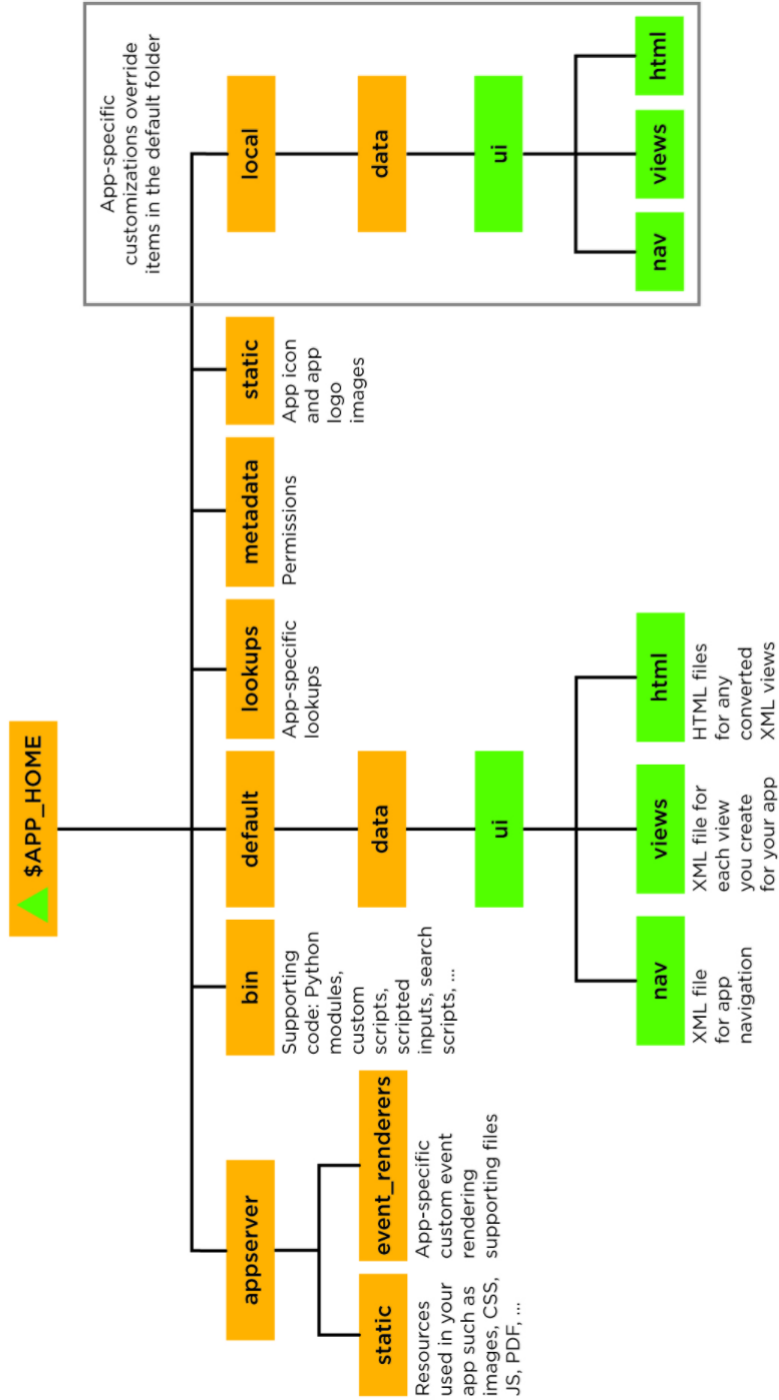 $APP_HOME
App-specific
customizations override
items in the default folder
appserver
bin
default
lookups
metadata
static
local
Supporting
code: Python
modules,
custom
scripts,
scripted
inputs, search
scripts, ...
App-specific
lookups
Permissions
App icon
and app
logo
images
static
event_renderers
data
data
Resources
used in your
app such as
images, CSS,
JS, PDF, ...
App-specific
custom event
rendering
supporting files
ui
ui
nav
views
html
nav
views
html
XML file
for app
navigation
XML file for
each view
you create
for your app
HTML files
for any
converted
XML views